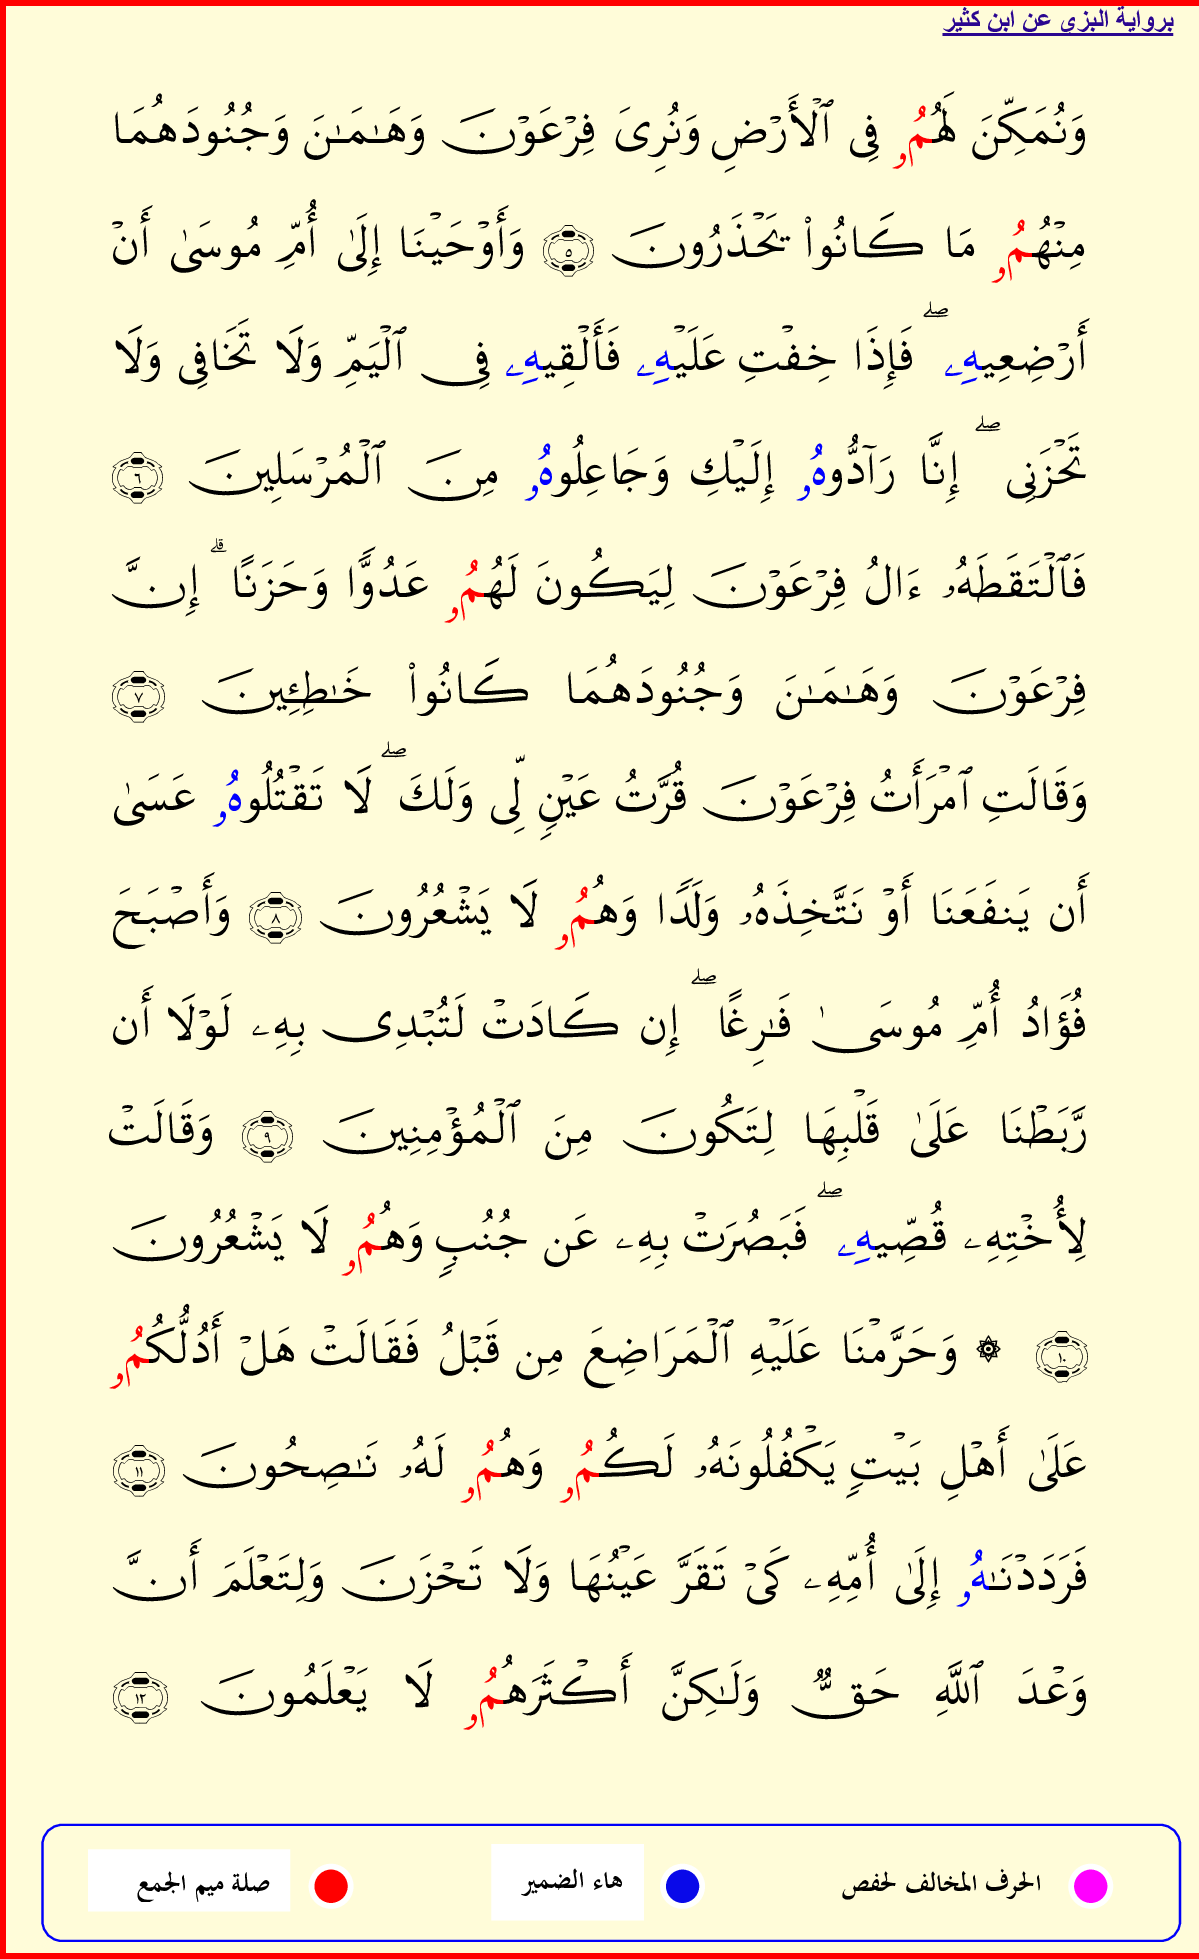 برواية البزي عن ابن كثير
وَنُمَكِّنَ لَهُمُۥ فِى ٱلْأَرْضِ وَنُرِىَ فِرْعَوْنَ وَهَـٰمَـٰنَ وَجُنُودَهُمَا
مِنْهُمُۥ مَا كَانُوا۟ يَحْذَرُونَ ٥ وَأَوْحَيْنَا إِلَىٰ أُمِّ مُوسَىٰ أَنْ
أَرْضِعِيهِۦ ۖ فَإِذَا خِفْتِ عَلَيْهِۦ فَأَلْقِيهِۦ فِى ٱلْيَمِّ وَلَا تَخَافِى وَلَا
تَحْزَنِى ۖ إِنَّا رَآدُّوهُۥ إِلَيْكِ وَجَاعِلُوهُۥ مِنَ ٱلْمُرْسَلِينَ ٦
فَٱلْتَقَطَهُۥ ءَالُ فِرْعَوْنَ لِيَكُونَ لَهُمُۥ عَدُوًّا وَحَزَنًا ۗ إِنَّ
فِرْعَوْنَ وَهَـٰمَـٰنَ وَجُنُودَهُمَا كَانُوا۟ خَـٰطِئِينَ ٧
وَقَالَتِ ٱمْرَأَتُ فِرْعَوْنَ قُرَّتُ عَيْنٍ لِّى وَلَكَ ۖ لَا تَقْتُلُوهُۥ عَسَىٰ
أَن يَنفَعَنَا أَوْ نَتَّخِذَهُۥ وَلَدًا وَهُمُۥ لَا يَشْعُرُونَ ٨ وَأَصْبَحَ
فُؤَادُ أُمِّ مُوسَىٰ فَـٰرِغًا ۖ إِن كَادَتْ لَتُبْدِى بِهِۦ لَوْلَا أَن
رَّبَطْنَا عَلَىٰ قَلْبِهَا لِتَكُونَ مِنَ ٱلْمُؤْمِنِينَ ٩ وَقَالَتْ
لِأُخْتِهِۦ قُصِّيهِۦ ۖ فَبَصُرَتْ بِهِۦ عَن جُنُبٍ وَهُمُۥ لَا يَشْعُرُونَ
١٠ ۞ وَحَرَّمْنَا عَلَيْهِ ٱلْمَرَاضِعَ مِن قَبْلُ فَقَالَتْ هَلْ أَدُلُّكُمُۥ
عَلَىٰ أَهْلِ بَيْتٍ يَكْفُلُونَهُۥ لَكُمُۥ وَهُمُۥ لَهُۥ نَـٰصِحُونَ ١١
فَرَدَدْنَـٰهُۥ إِلَىٰ أُمِّهِۦ كَىْ تَقَرَّ عَيْنُهَا وَلَا تَحْزَنَ وَلِتَعْلَمَ أَنَّ
وَعْدَ ٱللَّهِ حَقٌّ وَلَـٰكِنَّ أَكْثَرَهُمُۥ لَا يَعْلَمُونَ ١٢
الحرف المخالف لحفص هاء الضمير صلة ميم الجمع